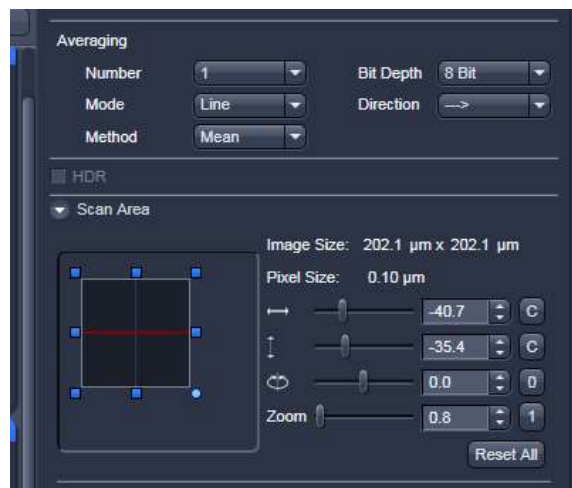 Averaging
Number 1 Bit Depth 8 Bit
Mode Line Direction --->
Method Mean
HDR
Scan Area
Image Size: 202.1 µm x 202.1 µm
Pixel Size: 0.10 µm
-40.7 C
-35.4 C
0.0 0
Zoom 0.8 1
Reset All